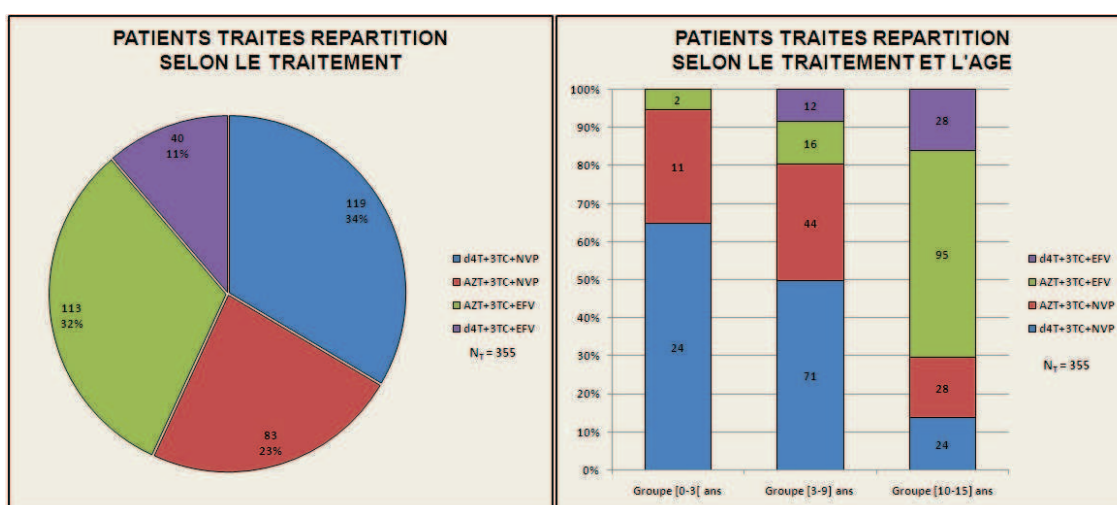 PATIENTS TRAITES REPARTITION
SELON LE TRAITEMENT
40
11%
119
34%
113
32%
83
23%
d4T+3TC+NVP
AZT+3TC+NVP
AZT+3TC+EFV
d4T+3TC+EFV
NT = 355
PATIENTS TRAITES REPARTITION
SELON LE TRAITEMENT ET L'AGE
100%
90%
80%
70%
60%
50%
40%
30%
20%
10%
0%
2
11
24
12
16
44
71
28
95
28
24
Groupe [0-3[ ans
Groupe [3-9] ans
Groupe [10-15] ans
d4T+3TC+EFV
AZT+3TC+EFV
AZT+3TC+NVP
d4T+3TC+NVP
NT = 355